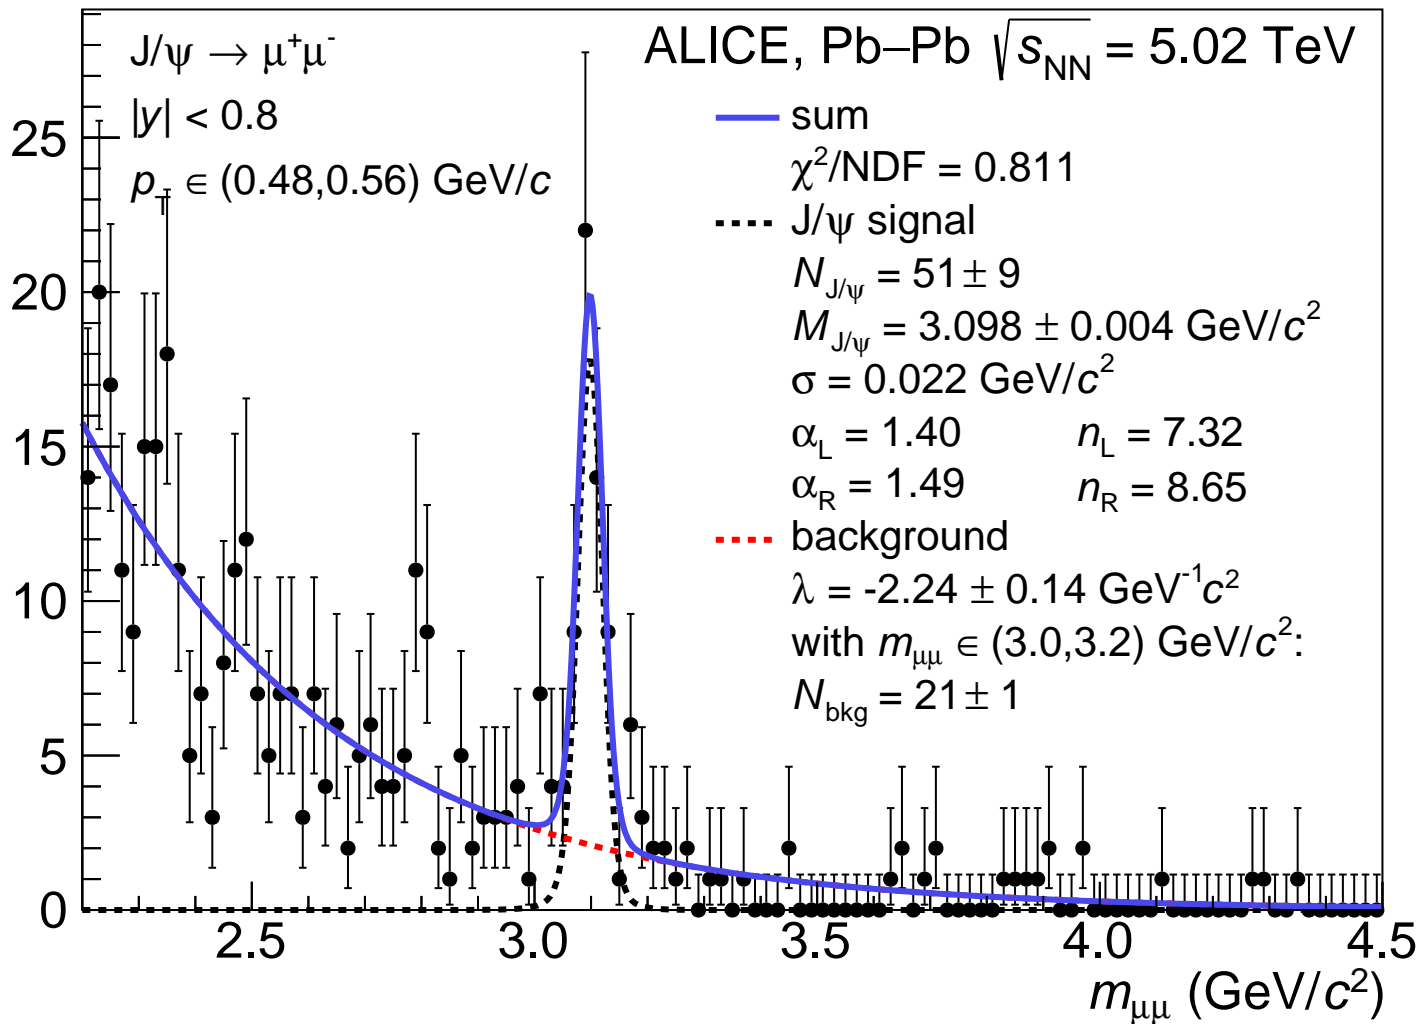 J/ψ → μ⁺μ⁻
|y| < 0.8
p_T ∈ (0.48,0.56) GeV/c
ALICE, Pb–Pb √s_NN = 5.02 TeV
sum
χ²/NDF = 0.811
J/ψ signal
N_J/ψ = 51 ± 9
M_J/ψ = 3.098 ± 0.004 GeV/c²
σ = 0.022 GeV/c²
α_L = 1.40 n_L = 7.32
α_R = 1.49 n_R = 8.65
background
λ = -2.24 ± 0.14 GeV⁻¹c²
with m_μμ ∈ (3.0,3.2) GeV/c²:
N_bkg = 21 ± 1
25
20
15
10
5
0
2.5 3.0 3.5 4.0 4.5
m_μμ (GeV/c²)